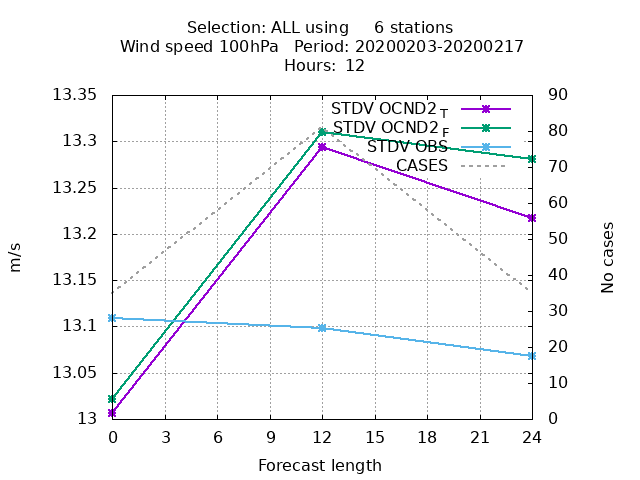 Selection: ALL using     6 stations
Wind speed 100hPa   Period: 20200203-20200217
Hours: 12
13.35
13.3
13.25
13.2
13.15
13.1
13.05
13
m/s
STDV OCND2 T
STDV OCND2 F
STDV OBS
CASES
90
80
70
60
50
40
30
20
10
0
No cases
0 3 6 9 12 15 18 21 24
Forecast length